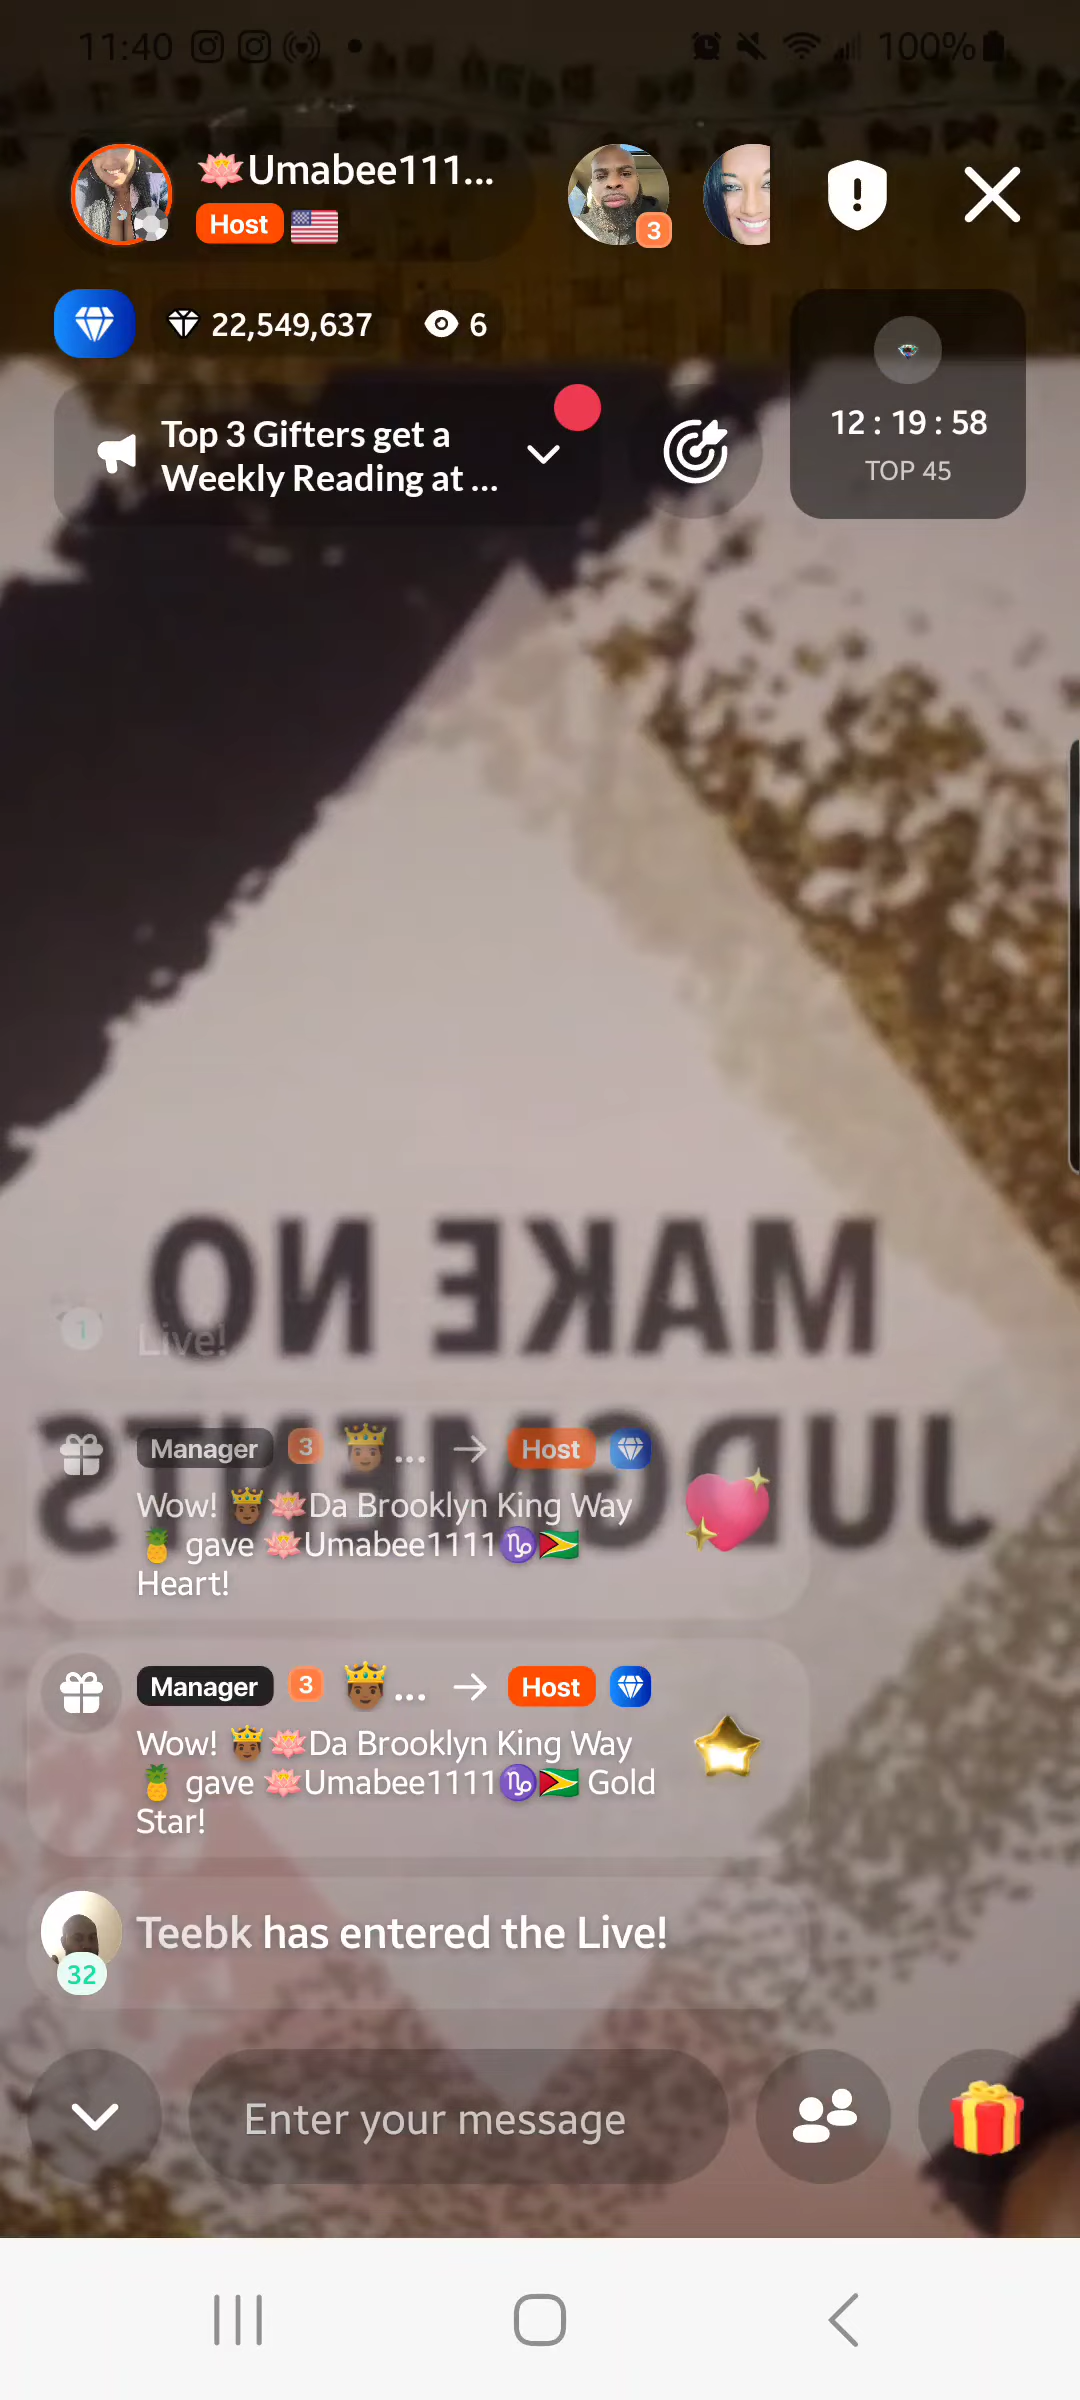 11:40 100%
🪷Umabee111...
Host
3
22,549,637 6
Top 3 Gifters get a
Weekly Reading at ...
12 : 19 : 58
TOP 45
MAKE NO
1 Live!
JUDGMENTS
Manager 3 🤴🏾... → Host
Wow! 🤴🏾🪷Da Brooklyn King Way
🍍 gave 🪷Umabee1111♑🇬🇾
Heart!
Manager 3 🤴🏾... → Host
Wow! 🤴🏾🪷Da Brooklyn King Way
🍍 gave 🪷Umabee1111♑🇬🇾 Gold
Star!
Teebk has entered the Live!
32
Enter your message